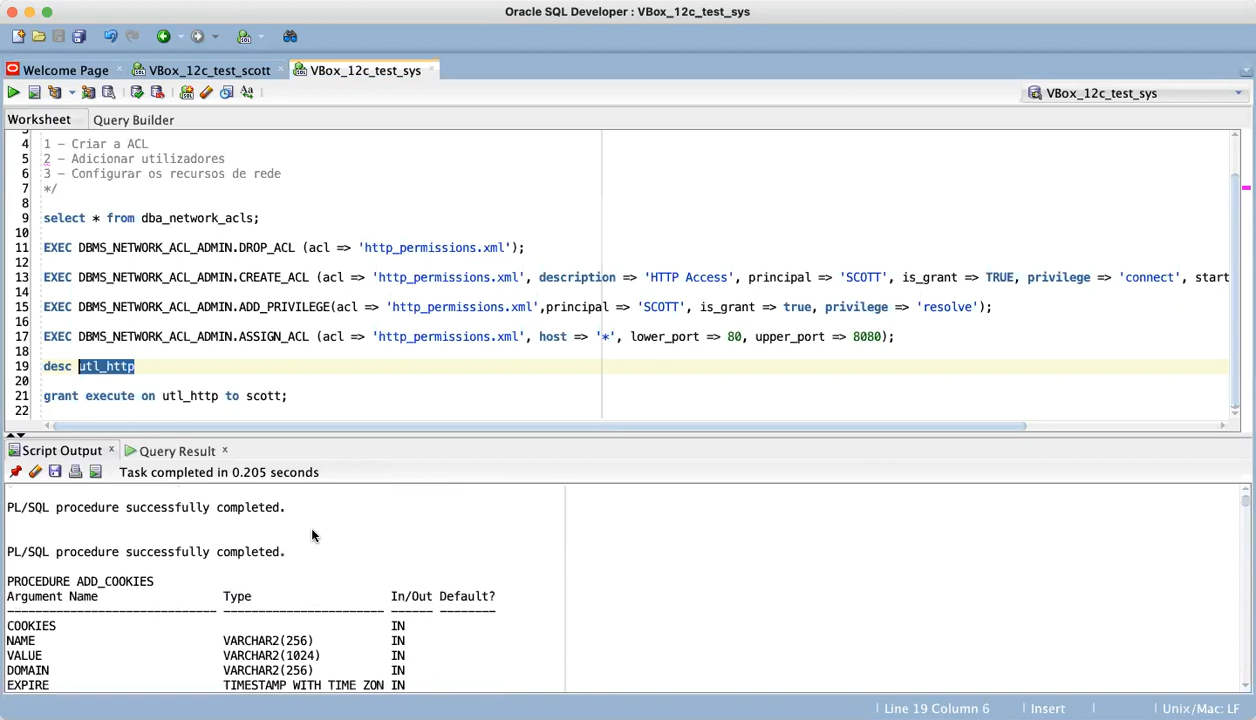 Oracle SQL Developer : VBox_12c_test_sys
Welcome Page
VBox_12c_test_scott
VBox_12c_test_sys
VBox_12c_test_sys
Worksheet
Query Builder
4 1 – Criar a ACL
5 2 – Adicionar utilizadores
6 3 – Configurar os recursos de rede
7 */
8
9 select * from dba_network_acls;
10
11 EXEC DBMS_NETWORK_ACL_ADMIN.DROP_ACL (acl => 'http_permissions.xml');
12
13 EXEC DBMS_NETWORK_ACL_ADMIN.CREATE_ACL (acl => 'http_permissions.xml', description => 'HTTP Access', principal => 'SCOTT', is_grant => TRUE, privilege => 'connect', start
14
15 EXEC DBMS_NETWORK_ACL_ADMIN.ADD_PRIVILEGE(acl => 'http_permissions.xml',principal => 'SCOTT', is_grant => true, privilege => 'resolve');
16
17 EXEC DBMS_NETWORK_ACL_ADMIN.ASSIGN_ACL (acl => 'http_permissions.xml', host => '*', lower_port => 80, upper_port => 8080);
18
19 desc utl_http
20
21 grant execute on utl_http to scott;
22
Script Output
Query Result
Task completed in 0.205 seconds
PL/SQL procedure successfully completed.
PL/SQL procedure successfully completed.
PROCEDURE ADD_COOKIES
Argument Name Type In/Out Default?
------------------------------ ----------------------- ------ --------
COOKIES IN
NAME VARCHAR2(256) IN
VALUE VARCHAR2(1024) IN
DOMAIN VARCHAR2(256) IN
EXPIRE TIMESTAMP WITH TIME ZON IN
Line 19 Column 6
Insert
Unix/Mac: LF